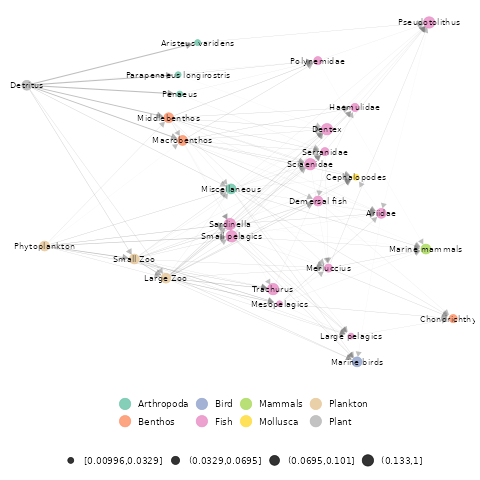 Pseupotolithus
Aristeus varidens
Polynemidae
Parapenaeus longirostris
Detritus
Penaeus
Haemulidae
Middlebenthos
Dentex
Macrobenthos
Serranidae
Sciaenidae
Cephalopodes
Miscellaneous
Demersal fish
Ariidae
Sardinella
Small pelagics
Phytoplankton
Marine mammals
Small Zoo
Merluccius
Large Zoo
Trachurus
Mesopelagics
Chondrichthy
Large pelagics
Marine birds
Arthropoda Bird Mammals Plankton
Benthos Fish Mollusca Plant
[0.00996,0.0329] (0.0329,0.0695] (0.0695,0.101] (0.133,1]